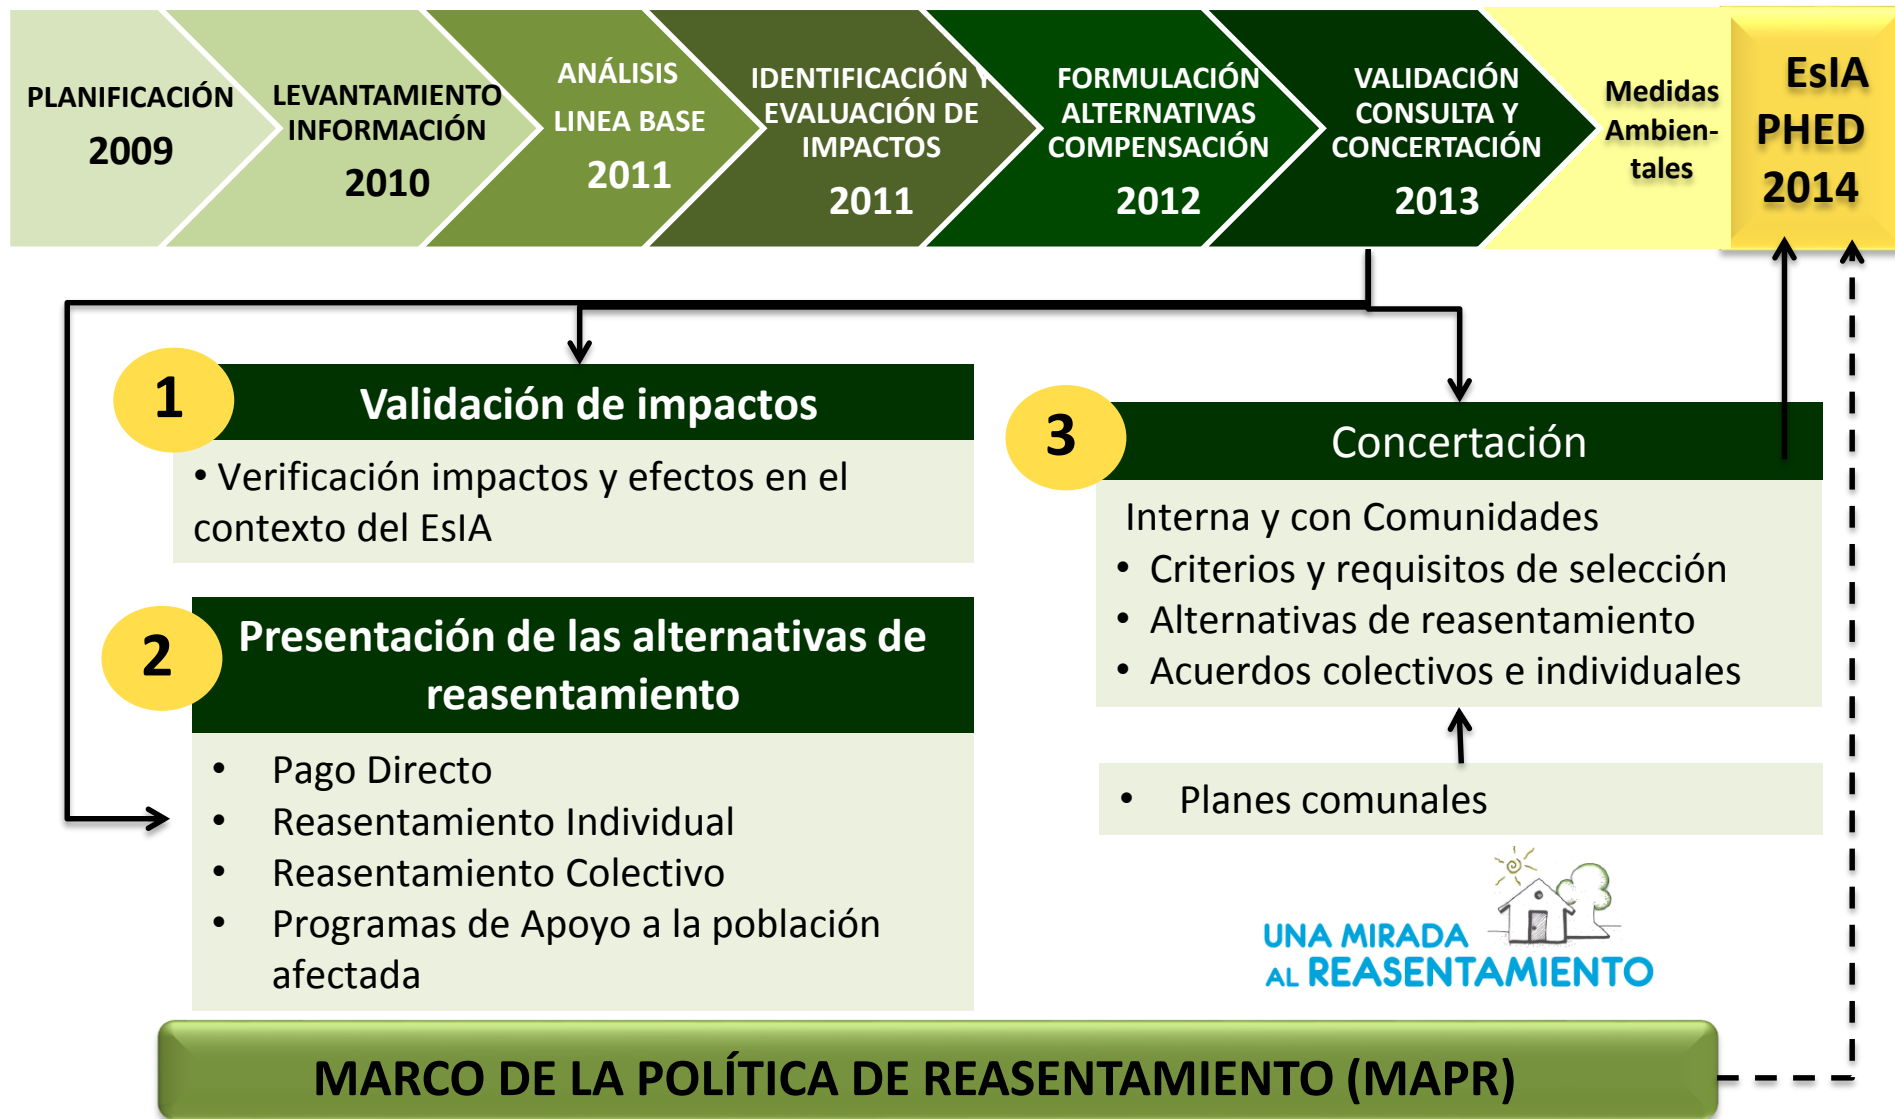 PLANIFICACIÓN
2009
LEVANTAMIENTO
INFORMACIÓN
2010
ANÁLISIS
LINEA BASE
2011
IDENTIFICACIÓN Y
EVALUACIÓN DE
IMPACTOS
2011
FORMULACIÓN
ALTERNATIVAS
COMPENSACIÓN
2012
VALIDACIÓN
CONSULTA Y
CONCERTACIÓN
2013
Medidas
Ambien-
tales
EsIA
PHED
2014
1
Validación de impactos
• Verificación impactos y efectos en el
contexto del EsIA
2
Presentación de las alternativas de
reasentamiento
• Pago Directo
• Reasentamiento Individual
• Reasentamiento Colectivo
• Programas de Apoyo a la población
afectada
3
Concertación
Interna y con Comunidades
• Criterios y requisitos de selección
• Alternativas de reasentamiento
• Acuerdos colectivos e individuales
• Planes comunales
UNA MIRADA
AL REASENTAMIENTO
MARCO DE LA POLÍTICA DE REASENTAMIENTO (MAPR)